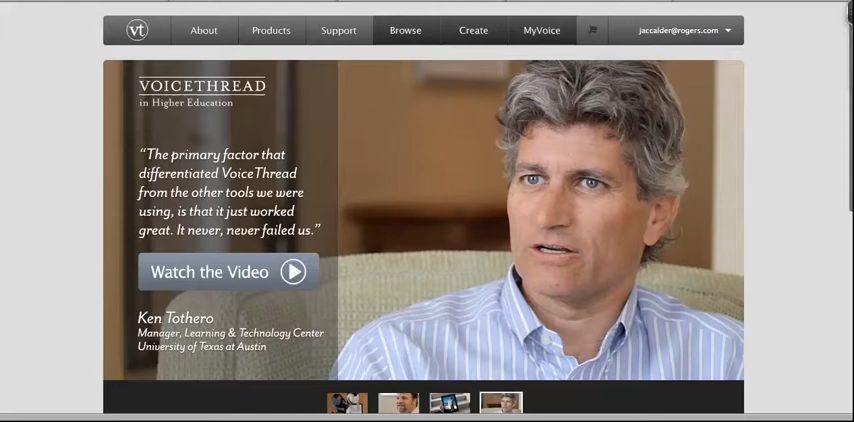 vt
About
Products
Support
Browse
Create
MyVoice
jaccalder@rogers.com
VOICETHREAD
in Higher Education
“The primary factor that
differentiated VoiceThread
from the other tools we were
using, is that it just worked
great. It never, never failed us.”
Watch the Video
Ken Tothero
Manager, Learning & Technology Center
University of Texas at Austin